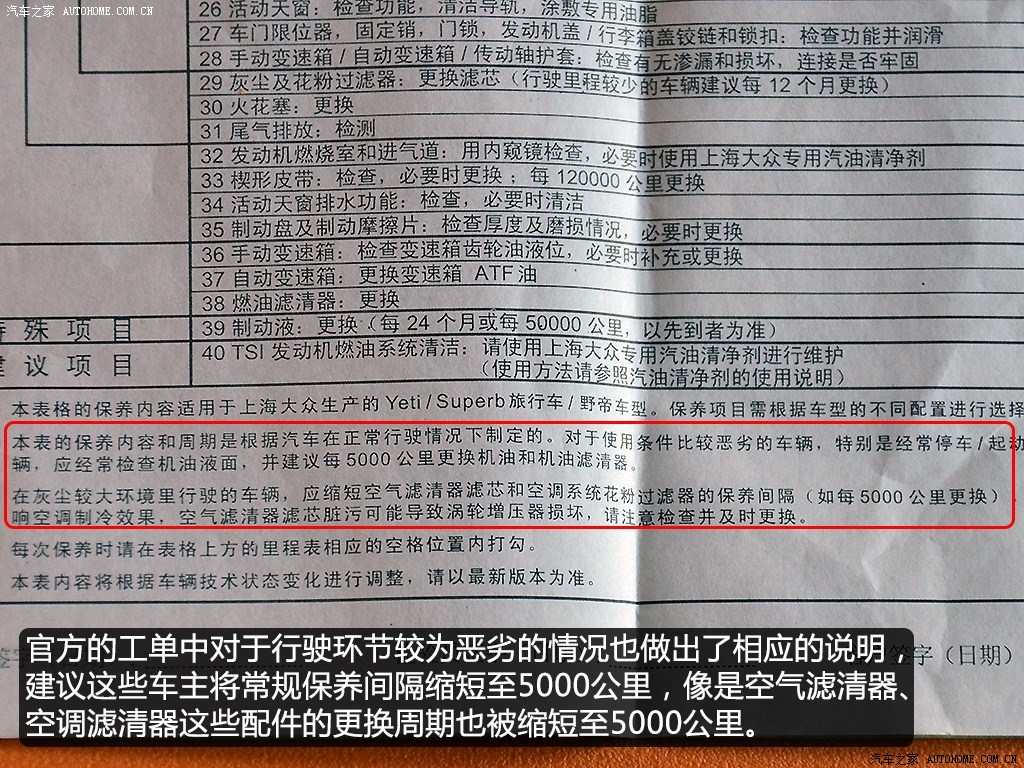 汽车之家 AUTOHOME.COM.CN
26 活动天窗：检查功能，清洁导轨，涂敷专用油脂
27 车门限位器，固定销，门锁，发动机盖/行李箱盖铰链和锁扣：检查功能并润滑
28 手动变速箱/自动变速箱/传动轴护套：检查有无渗漏和损坏，连接是否牢固
29 灰尘及花粉过滤器：更换滤芯（行驶里程较少的车辆建议每 12 个月更换）
30 火花塞：更换
31 尾气排放：检测
32 发动机燃烧室和进气道：用内窥镜检查，必要时使用上海大众专用汽油清净剂
33 楔形皮带：检查，必要时更换；每 120000 公里更换
34 活动天窗排水功能：检查，必要时清洁
35 制动盘及制动摩擦片：检查厚度及磨损情况，必要时更换
36 手动变速箱：检查变速箱齿轮油液位，必要时补充或更换
37 自动变速箱：更换变速箱 ATF 油
38 燃油滤清器：更换
殊项目 39 制动液：更换（每 24 个月或每 50000 公里，以先到者为准）
议项目 40 TSI 发动机燃油系统清洁：请使用上海大众专用汽油清净剂进行维护
（使用方法请参照汽油清净剂的使用说明）
本表格的保养内容适用于上海大众生产的 Yeti/Superb 旅行车/野帝车型。保养项目需根据车型的不同配置进行选择
本表的保养内容和周期是根据汽车在正常行驶情况下制定的。对于使用条件比较恶劣的车辆，特别是经常停车/起动
辆，应经常检查机油液面，并建议每 5000 公里更换机油和机油滤清器。
在灰尘较大环境里行驶的车辆，应缩短空气滤清器滤芯和空调系统花粉过滤器的保养间隔（如每 5000 公里更换）
响空调制冷效果，空气滤清器滤芯脏污可能导致涡轮增压器损坏，请注意检查并及时更换。
每次保养时请在表格上方的里程表相应的空格位置内打勾。
本表内容将根据车辆技术状态变化进行调整，请以最新版本为准。
签字（日期）
官方的工单中对于行驶环节较为恶劣的情况也做出了相应的说明，
建议这些车主将常规保养间隔缩短至5000公里，像是空气滤清器、
空调滤清器这些配件的更换周期也被缩短至5000公里。
汽车之家 AUTOHOME.COM.CN